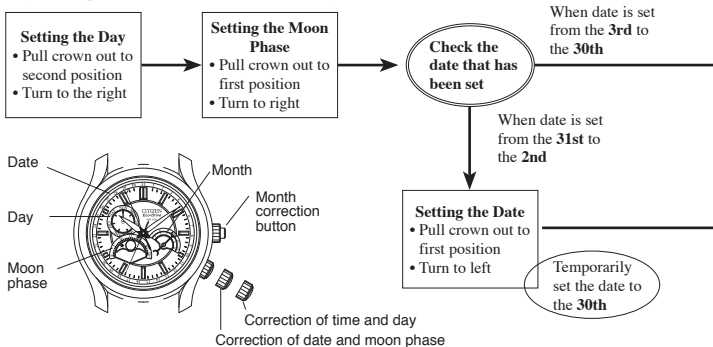 Setting the Day
• Pull crown out to
second position
• Turn to the right
Setting the Moon
Phase
• Pull crown out to
first position
• Turn to right
Check the
date that has
been set
When date is set
from the 3rd to
the 30th
When date is set
from the 31st to
the 2nd
Setting the Date
• Pull crown out to
first position
• Turn to left
Temporarily
set the date to
the 30th
Date
Day
Moon
phase
Month
Month
correction
button
CITIZEN
Eco-Drive
Correction of time and day
Correction of date and moon phase